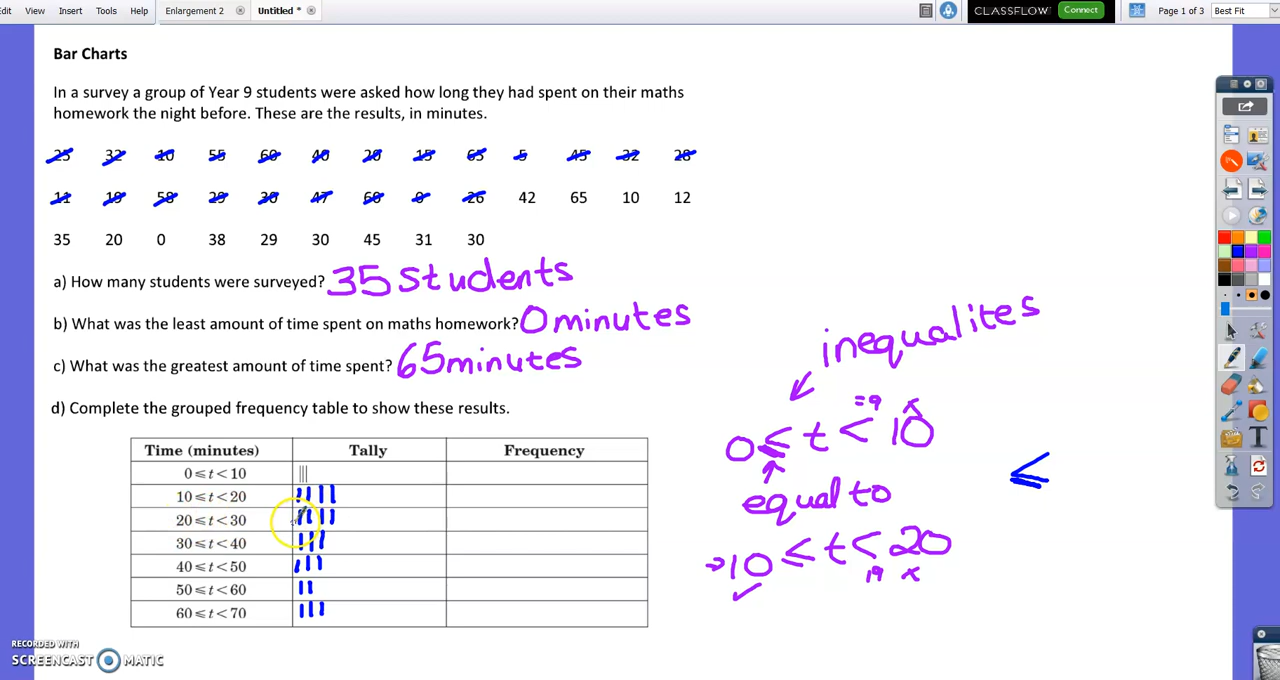 dit View Insert Tools Help Enlargement 2 Untitled * CLASSFLOW Connect Page 1 of 3 Best Fit
Bar Charts
In a survey a group of Year 9 students were asked how long they had spent on their maths
homework the night before. These are the results, in minutes.
25 32 10 55 60 40 20 15 65 5 45 32 28
11 19 58 29 30 47 60 0 26 42 65 10 12
35 20 0 38 29 30 45 31 30
a) How many students were surveyed? 35 Students
b) What was the least amount of time spent on maths homework? 0 minutes
c) What was the greatest amount of time spent? 65 minutes
d) Complete the grouped frequency table to show these results.
Time (minutes) Tally Frequency
0 ⩽ t < 10
10 ⩽ t < 20
20 ⩽ t < 30
30 ⩽ t < 40
40 ⩽ t < 50
50 ⩽ t < 60
60 ⩽ t < 70
inequalites
=9 x
0 ≤ t < 10
equal to
10 ≤ t < 20
19 x
≤
RECORDED WITH
SCREENCAST MATIC